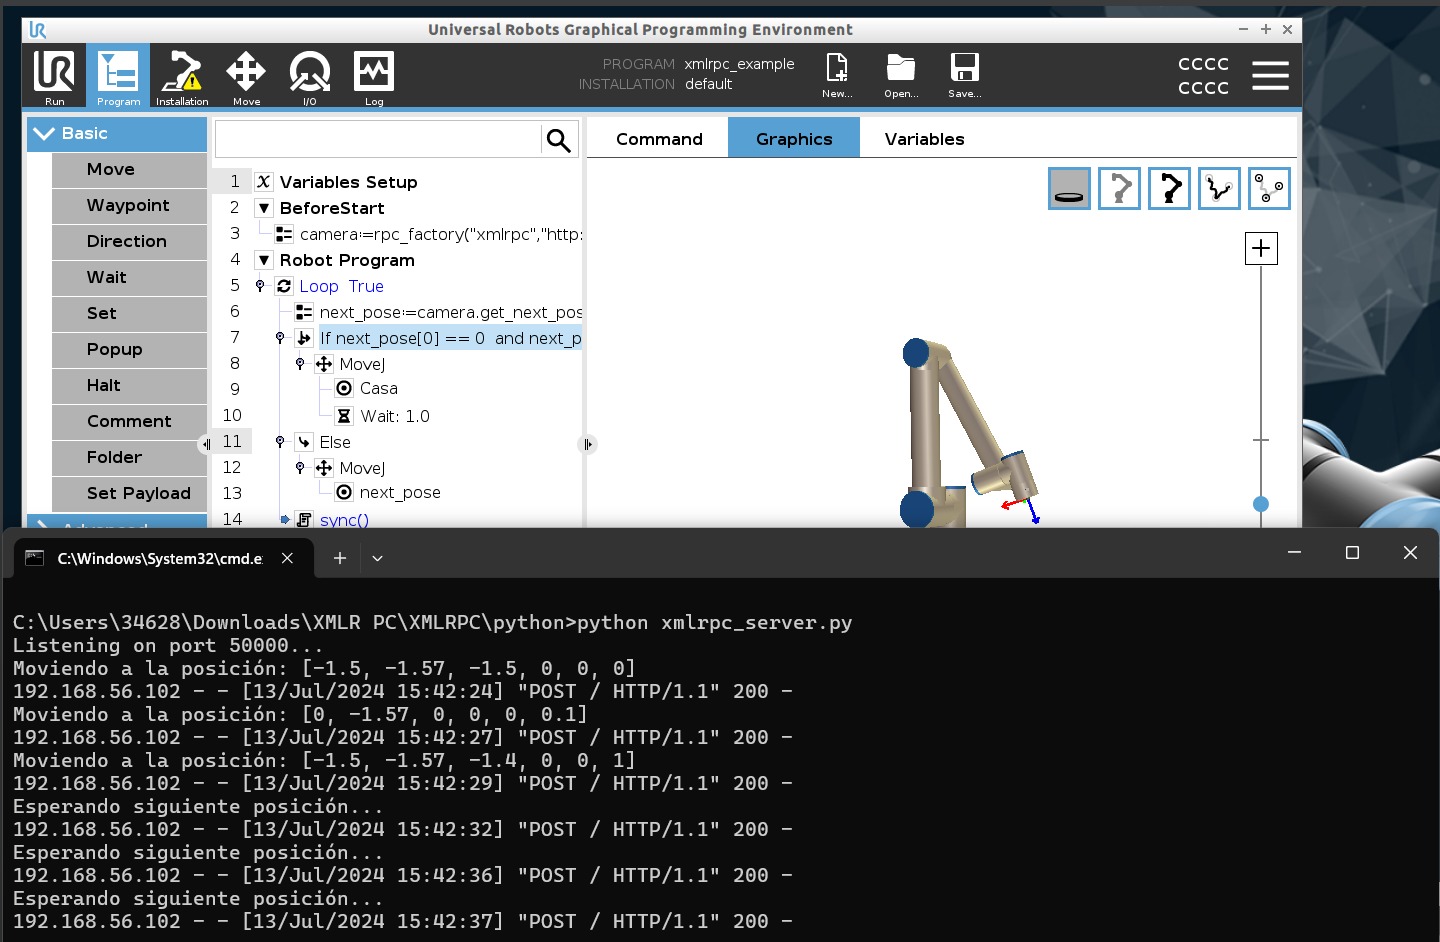 Universal Robots Graphical Programming Environment
UR
Run
Program
Installation
Move
I/O
Log
PROGRAM xmlrpc_example
INSTALLATION default
New...
Open...
Save...
CCCC
CCCC
Basic
Move
Waypoint
Direction
Wait
Set
Popup
Halt
Comment
Folder
Set Payload
Command
Graphics
Variables
1 X Variables Setup
2 BeforeStart
3 camera:=rpc_factory("xmlrpc","http:
4 Robot Program
5 Loop True
6 next_pose:=camera.get_next_pos
7 If next_pose[0] == 0 and next_p
8 MoveJ
9 Casa
10 Wait: 1.0
11 Else
12 MoveJ
13 next_pose
14 sync()
C:\Windows\System32\cmd.e
C:\Users\34628\Downloads\XMLR PC\XMLRPC\python>python xmlrpc_server.py
Listening on port 50000...
Moviendo a la posición: [-1.5, -1.57, -1.5, 0, 0, 0]
192.168.56.102 - - [13/Jul/2024 15:42:24] "POST / HTTP/1.1" 200 -
Moviendo a la posición: [0, -1.57, 0, 0, 0, 0.1]
192.168.56.102 - - [13/Jul/2024 15:42:27] "POST / HTTP/1.1" 200 -
Moviendo a la posición: [-1.5, -1.57, -1.4, 0, 0, 1]
192.168.56.102 - - [13/Jul/2024 15:42:29] "POST / HTTP/1.1" 200 -
Esperando siguiente posición...
192.168.56.102 - - [13/Jul/2024 15:42:32] "POST / HTTP/1.1" 200 -
Esperando siguiente posición...
192.168.56.102 - - [13/Jul/2024 15:42:36] "POST / HTTP/1.1" 200 -
Esperando siguiente posición...
192.168.56.102 - - [13/Jul/2024 15:42:37] "POST / HTTP/1.1" 200 -